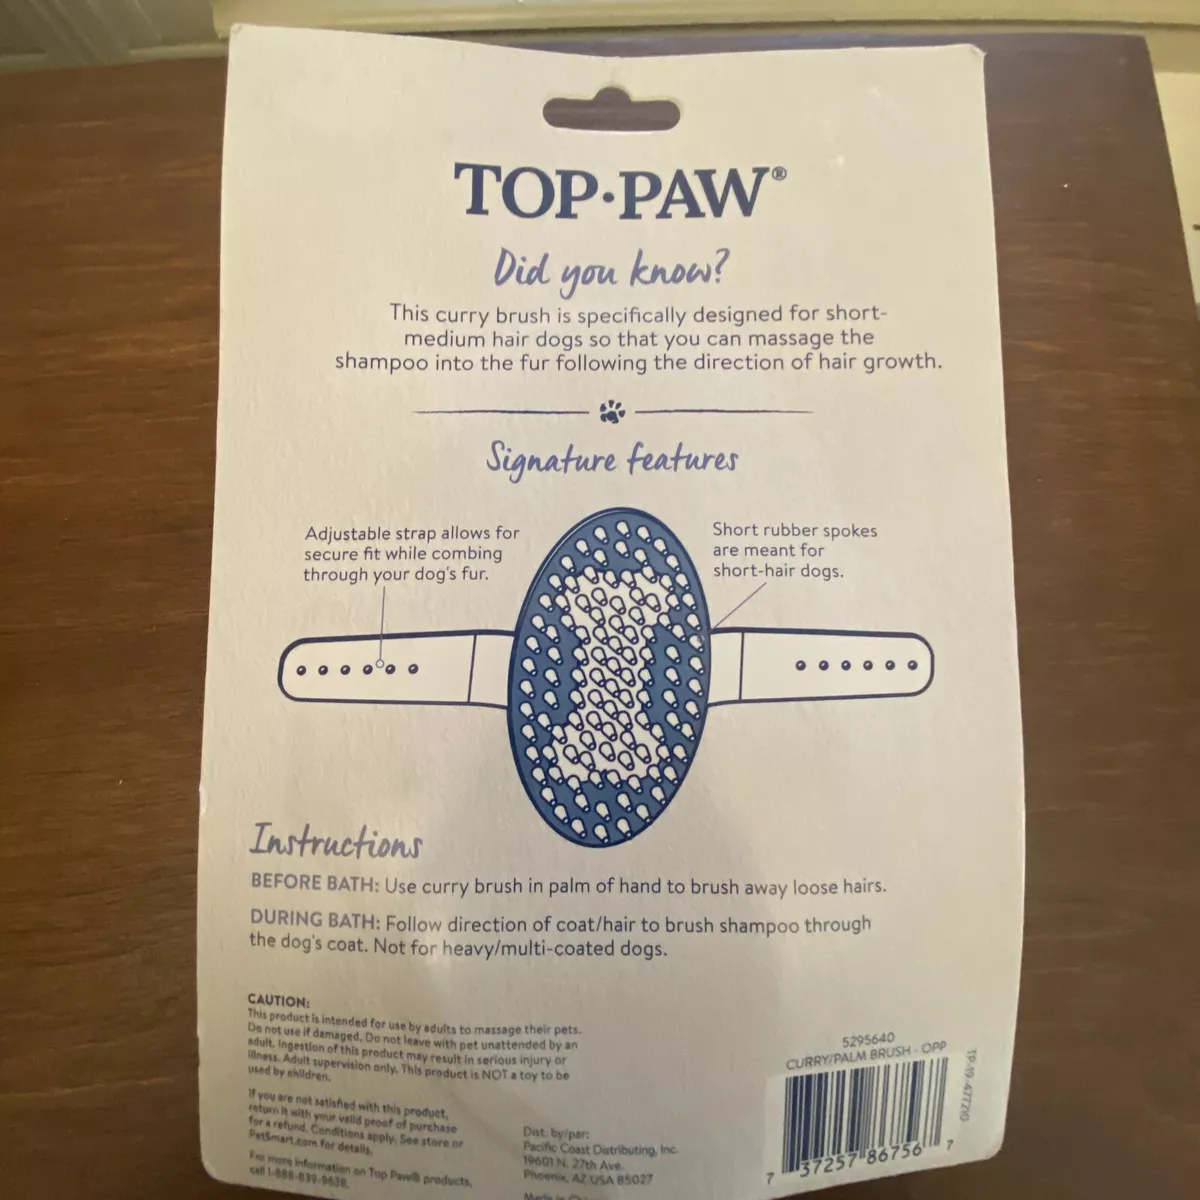 TOP•PAW®
Did you know?
This curry brush is specifically designed for short-
medium hair dogs so that you can massage the
shampoo into the fur following the direction of hair growth.
Signature features
Adjustable strap allows for
secure fit while combing
through your dog's fur.
Short rubber spokes
are meant for
short-hair dogs.
Instructions
BEFORE BATH: Use curry brush in palm of hand to brush away loose hairs.
DURING BATH: Follow direction of coat/hair to brush shampoo through
the dog's coat. Not for heavy/multi-coated dogs.
CAUTION:
This product is intended for use by adults to massage their pets.
Do not use if damaged. Do not leave with pet unattended by an
adult. Ingestion of this product may result in serious injury or
illness. Adult supervision only. This product is NOT a toy to be
used by children.
If you are not satisfied with this product,
return it with your valid proof of purchase
for a refund. Conditions apply. See store or
PetSmart.com for details.
For more information on Top Paw® products,
call 1-888-839-9638.
Dist. by/par:
Pacific Coast Distributing, Inc.
19601 N. 27th Ave.
Phoenix, AZ USA 85027
Made in
5295640
CURRY/PALM BRUSH - OPP
TP-19-477210
7 37257 86756 7